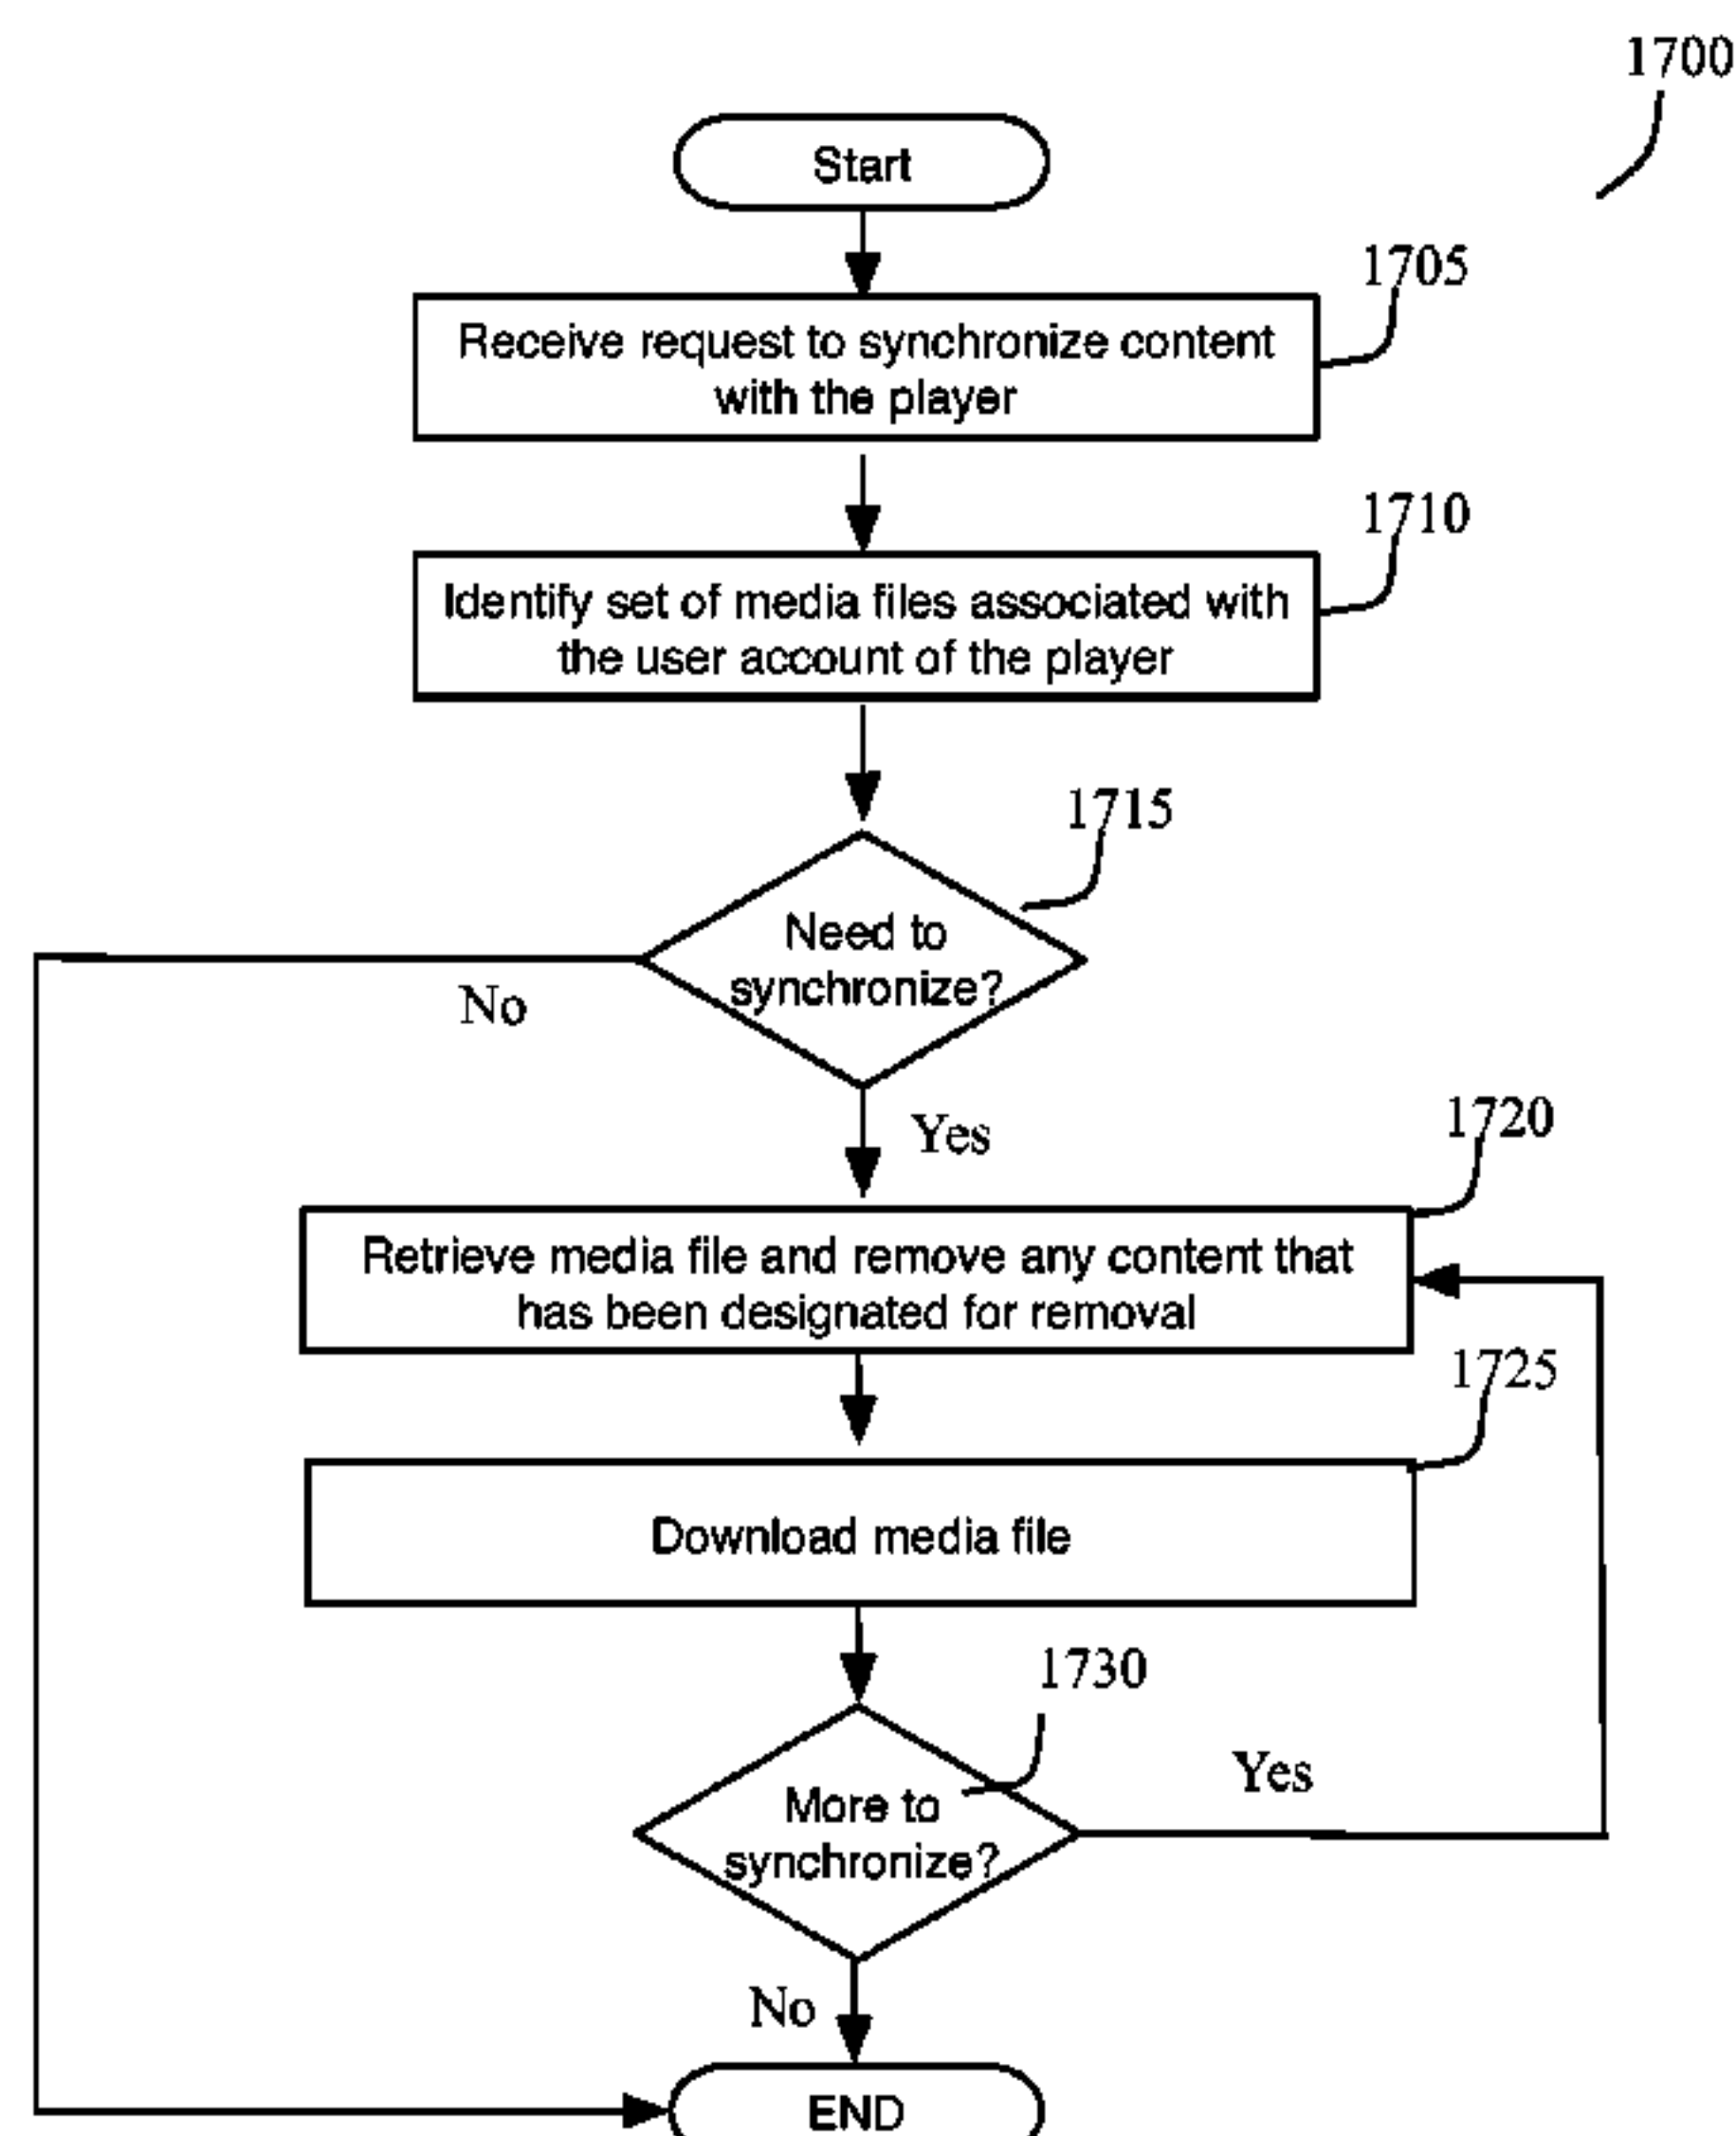 1700
Start
1705
Receive request to synchronize content
with the player
1710
Identify set of media files associated with
the user account of the player
1715
Need to
synchronize?
No
Yes
1720
Retrieve media file and remove any content that
has been designated for removal
1725
Download media file
1730
More to
synchronize?
Yes
No
END